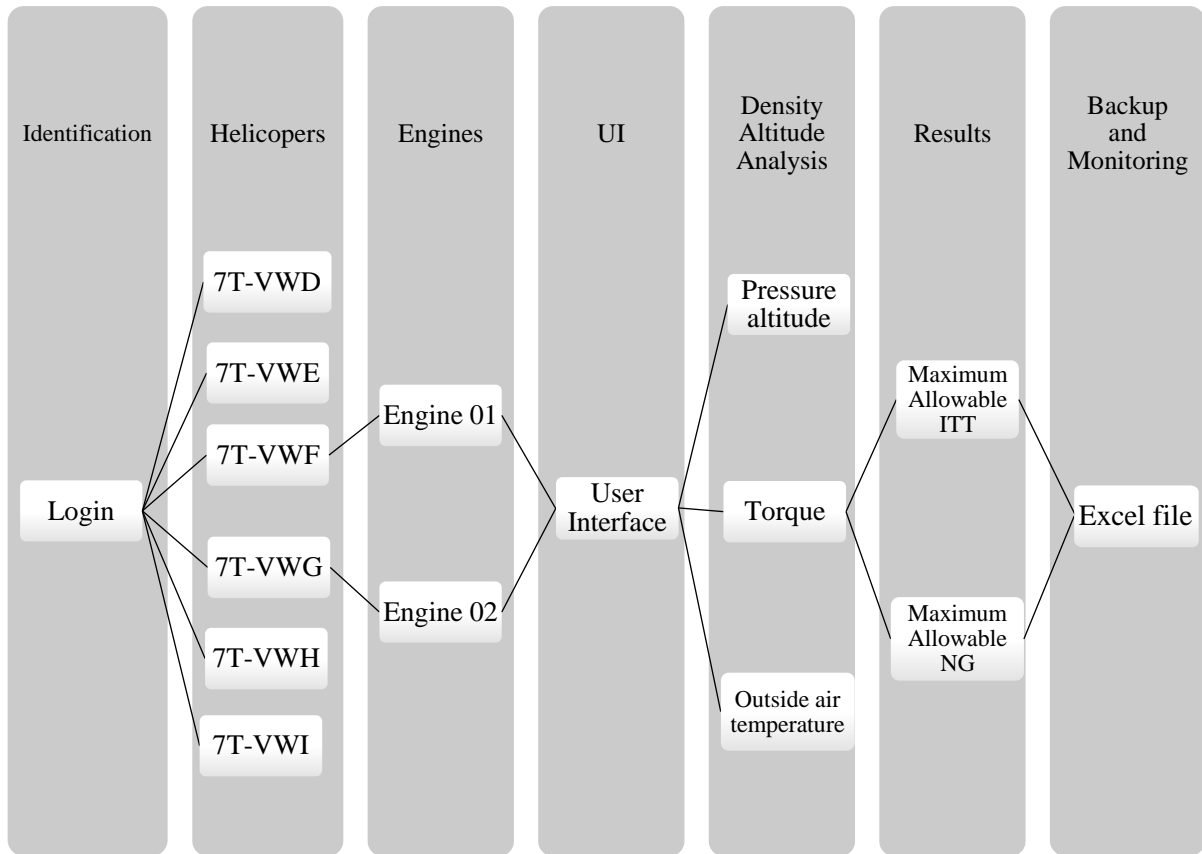 Identification
Helicopers
Engines
UI
Density
Altitude
Analysis
Results
Backup
and
Monitoring
Login
7T-VWD
7T-VWE
7T-VWF
7T-VWG
7T-VWH
7T-VWI
Engine 01
Engine 02
User
Interface
Pressure
altitude
Torque
Outside air
temperature
Maximum
Allowable
ITT
Maximum
Allowable
NG
Excel file